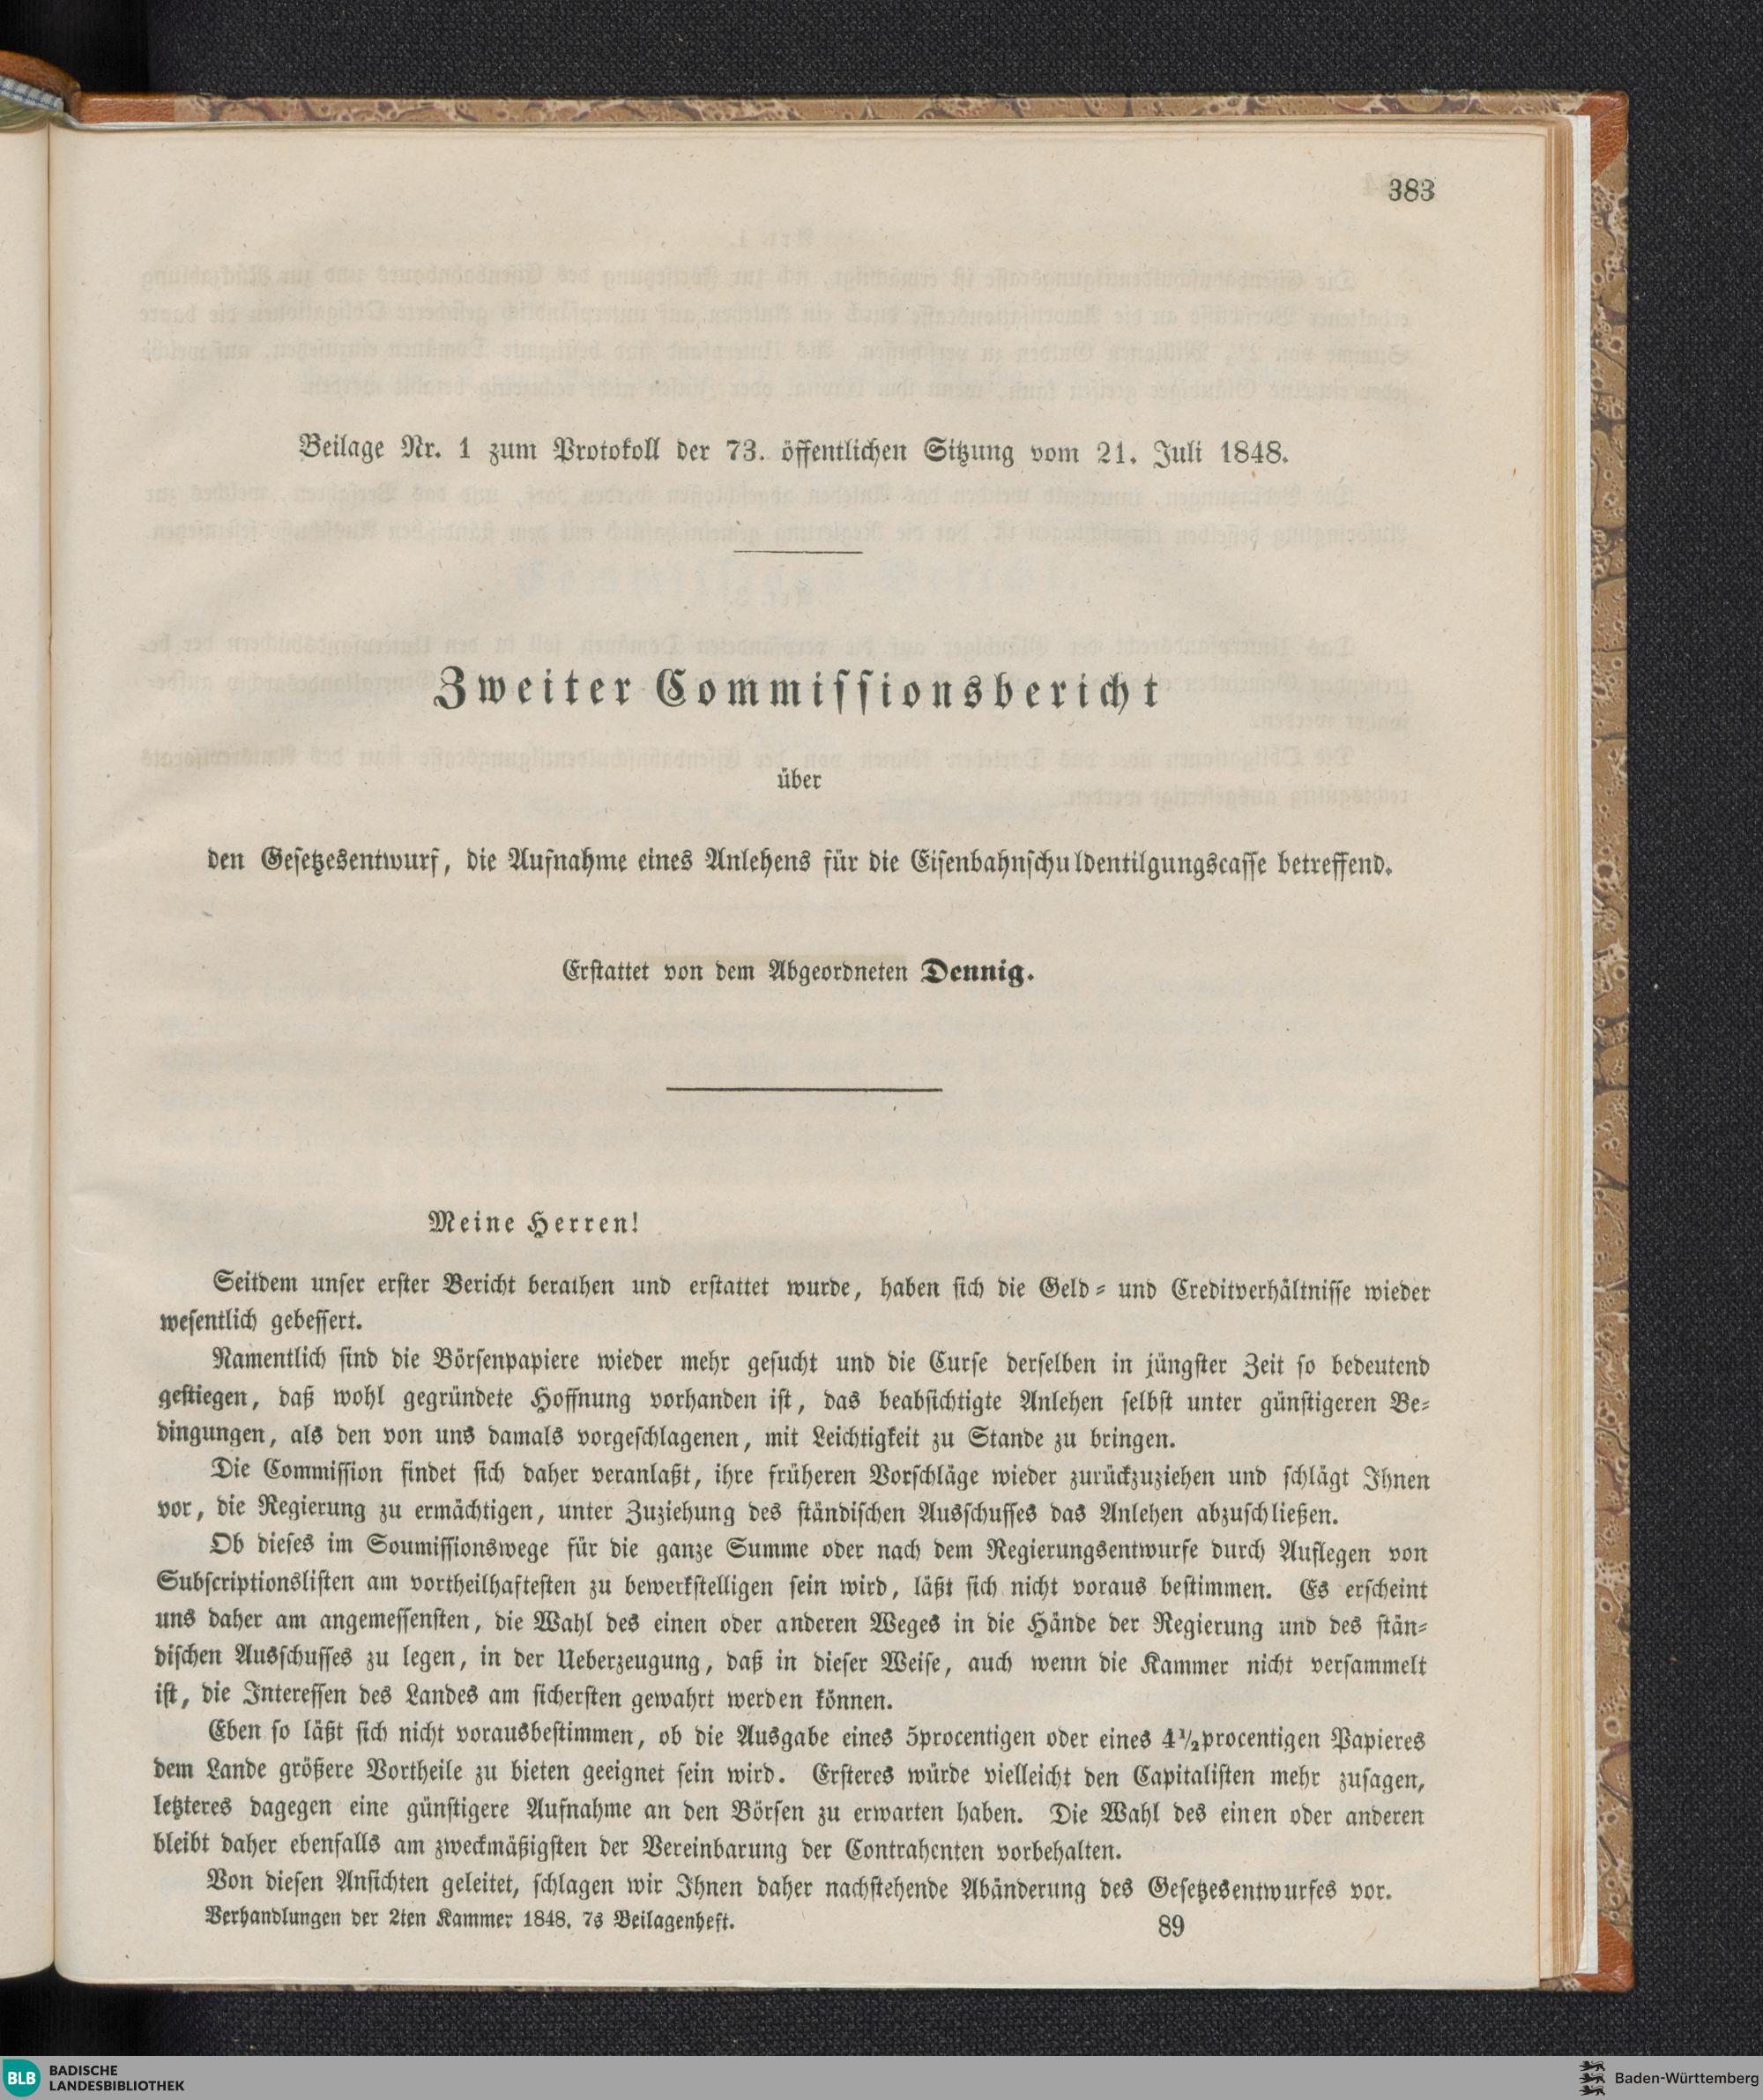 383
Beilage Nr. 1 zum Protokoll der 73. öffentlichen Sitzung vom 21. Juli 1848.
Zweiter Commissionsbericht
über
den Gesetzesentwurf, die Aufnahme eines Anlehens für die Eisenbahnschuldentilgungscasse betreffend.
Erstattet von dem Abgeordneten Dennig.
Meine Herren!
Seitdem unser erster Bericht berathen und erstattet wurde, haben sich die Geld- und Creditverhältnisse wieder
wesentlich gebessert.
Namentlich sind die Börsenpapiere wieder mehr gesucht und die Curse derselben in jüngster Zeit so bedeutend
gestiegen, daß wohl gegründete Hoffnung vorhanden ist, das beabsichtigte Anlehen selbst unter günstigeren Be-
dingungen, als den von uns damals vorgeschlagenen, mit Leichtigkeit zu Stande zu bringen.
Die Commission findet sich daher veranlaßt, ihre früheren Vorschläge wieder zurückzuziehen und schlägt Ihnen
vor, die Regierung zu ermächtigen, unter Zuziehung des ständischen Ausschusses das Anlehen abzuschließen.
Ob dieses im Soumissionswege für die ganze Summe oder nach dem Regierungsentwurfe durch Auflegen von
Subscriptionslisten am vortheilhaftesten zu bewerkstelligen sein wird, läßt sich nicht voraus bestimmen. Es erscheint
uns daher am angemessensten, die Wahl des einen oder anderen Weges in die Hände der Regierung und des stän-
dischen Ausschusses zu legen, in der Ueberzeugung, daß in dieser Weise, auch wenn die Kammer nicht versammelt
ist, die Interessen des Landes am sichersten gewahrt werden können.
Eben so läßt sich nicht vorausbestimmen, ob die Ausgabe eines 5procentigen oder eines 4½procentigen Papieres
dem Lande größere Vortheile zu bieten geeignet sein wird. Ersteres würde vielleicht den Capitalisten mehr zusagen,
letzteres dagegen eine günstigere Aufnahme an den Börsen zu erwarten haben. Die Wahl des einen oder anderen
bleibt daher ebenfalls am zweckmäßigsten der Vereinbarung der Contrahenten vorbehalten.
Von diesen Ansichten geleitet, schlagen wir Ihnen daher nachstehende Abänderung des Gesetzesentwurfes vor.
Verhandlungen der 2ten Kammer 1848. 7s Beilagenheft.
89
BLB BADISCHE
LANDESBIBLIOTHEK
Baden-Württemberg